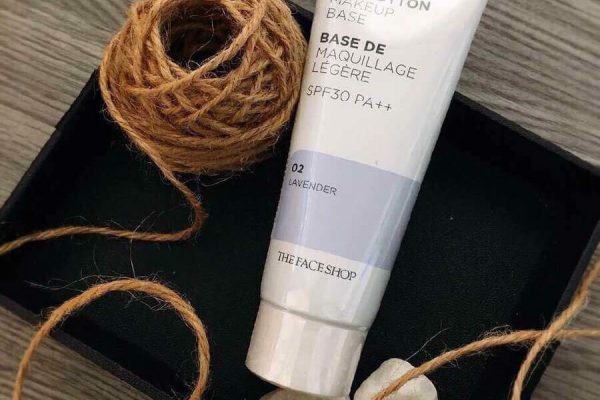 MAKEUP
BASE
BASE DE
MAQUILLAGE
LÉGÈRE
SPF30 PA++
02
LAVENDER
THE FACE SHOP